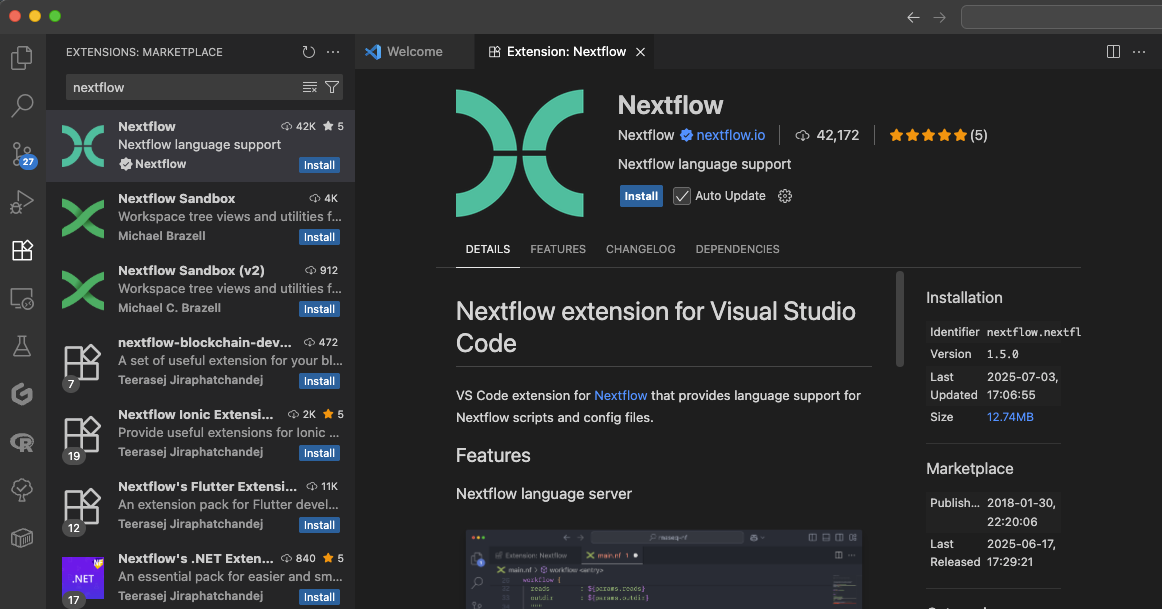 EXTENSIONS: MARKETPLACE
nextflow
Nextflow 42K 5
Nextflow language support
Nextflow
Install
Nextflow Sandbox 4K
Workspace tree views and utilities f...
Michael Brazell
Install
Nextflow Sandbox (v2) 912
Workspace tree views and utilities f...
Michael C. Brazell
Install
nextflow-blockchain-dev... 472
A set of useful extension for your bl...
Teerasej Jiraphatchandej
Install
7
Nextflow Ionic Extensi... 2K 5
Provide useful extensions for Ionic ...
Teerasej Jiraphatchandej
Install
19
Nextflow's Flutter Extensi... 11K
An extension pack for Flutter devel...
Teerasej Jiraphatchandej
Install
12
Nextflow's .NET Exten... 840 5
An essential pack for easier and sm...
Teerasej Jiraphatchandej
Install
.NET
17
27
Welcome
Extension: Nextflow
Nextflow
Nextflow nextflow.io 42,172 (5)
Nextflow language support
Install Auto Update
DETAILS FEATURES CHANGELOG DEPENDENCIES
Nextflow extension for Visual Studio
Code
VS Code extension for Nextflow that provides language support for
Nextflow scripts and config files.
Features
Nextflow language server
Extension: Nextflow main.nf 1
main.nf workflow <entry>
workflow {
reads : ${params.reads}
outdir : ${params.outdir}
Installation
Identifier nextflow.nextfl
Version 1.5.0
Last 2025-07-03,
Updated 17:06:55
Size 12.74MB
Marketplace
Publish... 2018-01-30,
22:20:06
Last 2025-06-17,
Released 17:29:21